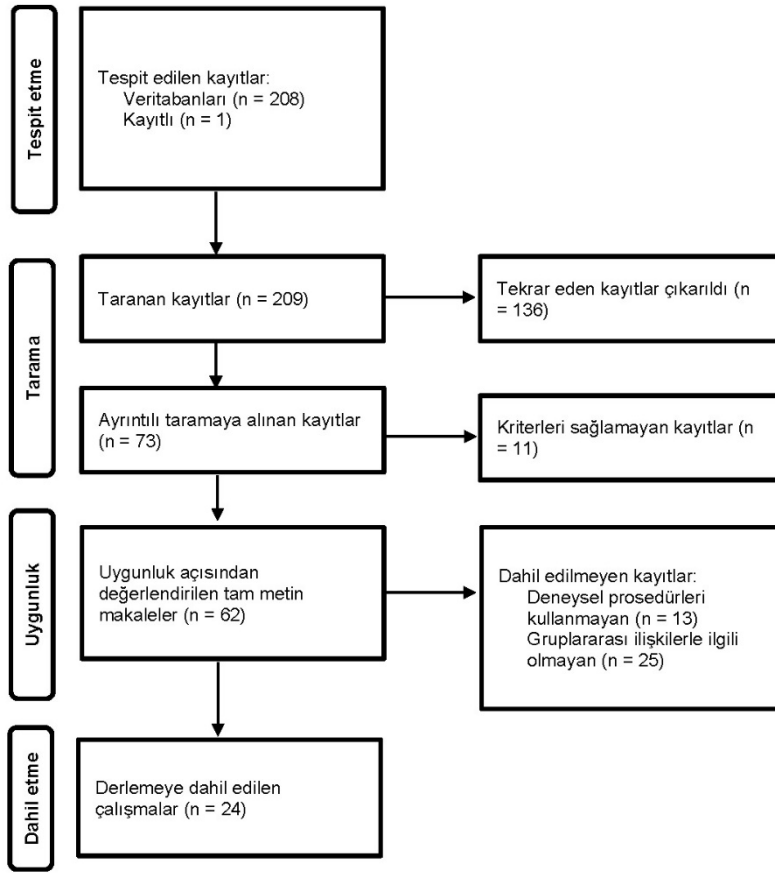 Tespit etme
Tespit edilen kayıtlar:
Veritabanları (n = 208)
Kayıtlı (n = 1)
Tarama
Taranan kayıtlar (n = 209)
Tekrar eden kayıtlar çıkarıldı (n
= 136)
Ayrıntılı taramaya alınan kayıtlar
(n = 73)
Kriterleri sağlamayan kayıtlar (n
= 11)
Uygunluk
Uygunluk açısından
değerlendirilen tam metin
makaleler (n = 62)
Dahil edilmeyen kayıtlar:
Deneysel prosedürleri
kullanmayan (n = 13)
Gruplararası ilişkilerle ilgili
olmayan (n = 25)
Dahil etme
Derlemeye dahil edilen
çalışmalar (n = 24)